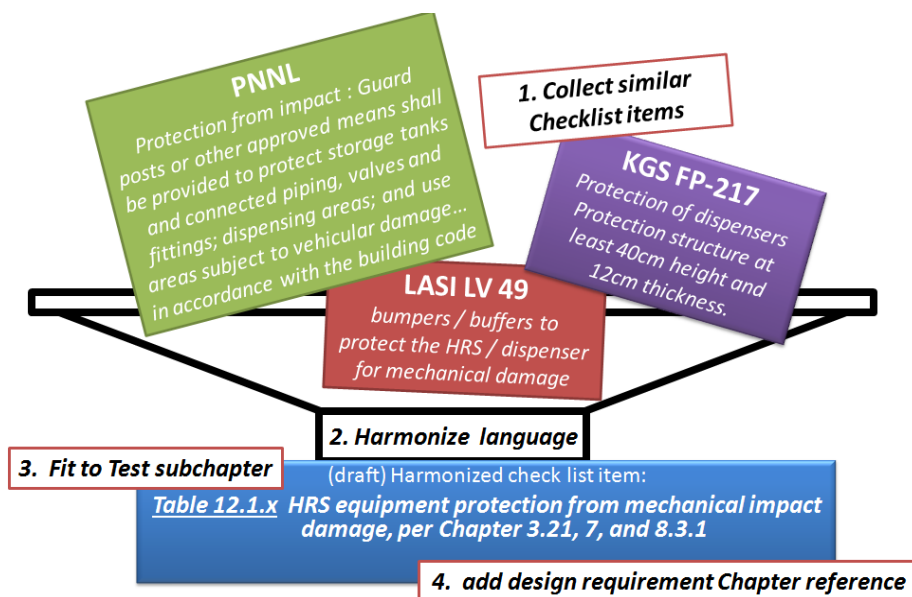 PNNL
Protection from impact : Guard
posts or other approved means shall
be provided to protect storage tanks
and connected piping, valves and
fittings; dispensing areas; and use
areas subject to vehicular damage…
in accordance with the building code
1. Collect similar
Checklist items
KGS FP-217
Protection of dispensers
Protection structure at
least 40cm height and
12cm thickness.
LASI LV 49
bumpers / buffers to
protect the HRS / dispenser
for mechanical damage
2. Harmonize language
3. Fit to Test subchapter
(draft) Harmonized check list item:
Table 12.1.x HRS equipment protection from mechanical impact
damage, per Chapter 3.21, 7, and 8.3.1
4. add design requirement Chapter reference